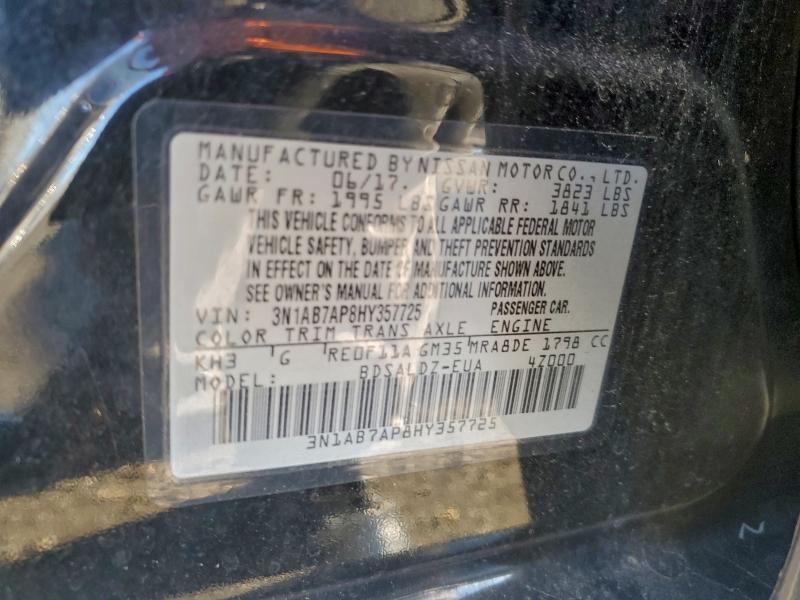 MANUFACTURED BY NISSAN MOTOR CO., LTD.
DATE: 06/17. GVWR: 3823 LBS
GAWR FR: 1995 LBS GAWR RR: 1841 LBS
THIS VEHICLE CONFORMS TO ALL APPLICABLE FEDERAL MOTOR
VEHICLE SAFETY, BUMPER AND THEFT PREVENTION STANDARDS
IN EFFECT ON THE DATE OF MANUFACTURE SHOWN ABOVE.
SEE OWNER'S MANUAL FOR ADDITIONAL INFORMATION.
VIN: 3N1AB7AP8HY357725 PASSENGER CAR.
COLOR TRIM TRANS AXLE ENGINE
KH3 G RE0F11A GM35 MRA8DE 1798 CC
MODEL: BDSALDZ-EUA 47000
3N1AB7AP8HY357725